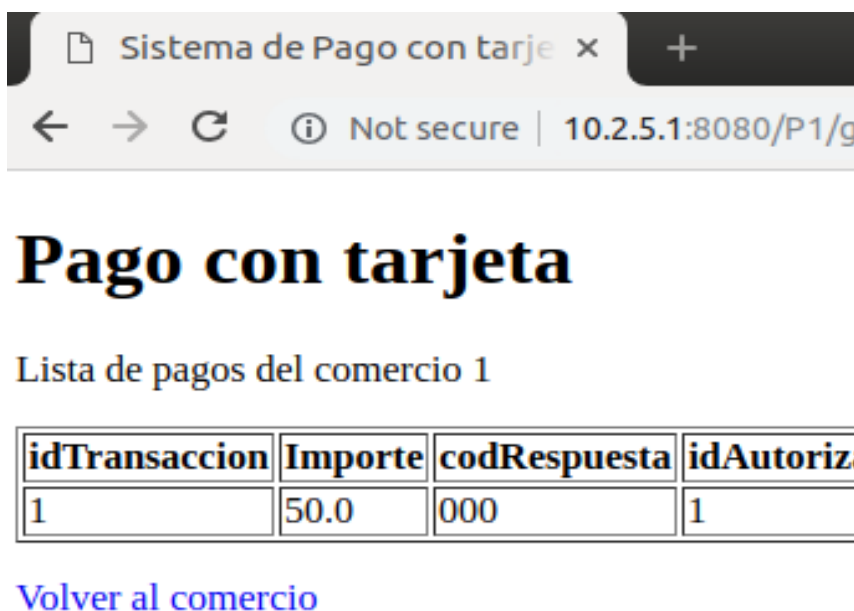 Sistema de Pago con tarje
Not secure | 10.2.5.1:8080/P1/g
Pago con tarjeta
Lista de pagos del comercio 1
idTransaccion Importe codRespuesta idAutoriza
1 50.0 000 1
Volver al comercio